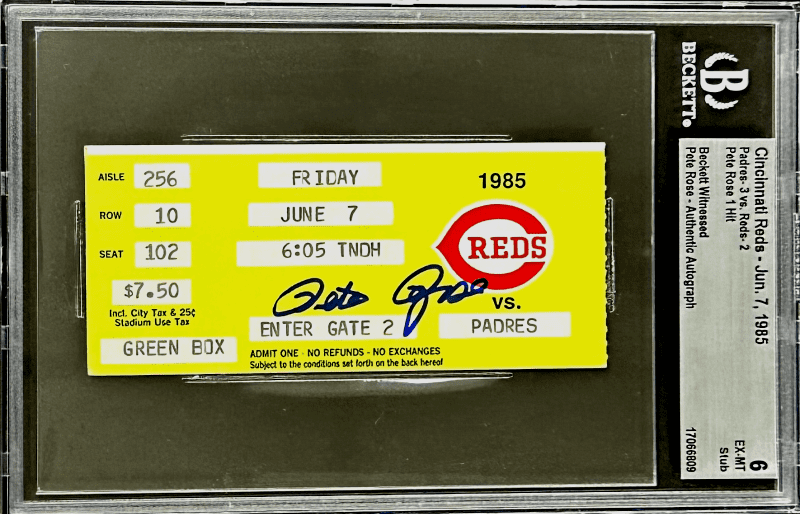 AISLE 256
ROW 10
SEAT 102
$7.50
Incl. City Tax & 25¢
Stadium Use Tax
GREEN BOX
FRIDAY
JUNE 7
6:05 TNDH
Pete Rose
ENTER GATE 2
ADMIT ONE - NO REFUNDS - NO EXCHANGES
Subject to the conditions set forth on the back hereof
1985
REDS
VS.
PADRES
B
BECKETT
Cincinnati Reds - Jun. 7, 1985
Padres- 3 vs. Reds- 2
Pete Rose 1 Hit
Beckett Witnessed
Pete Rose - Authentic Autograph
6
EX-MT
Stub
17066809